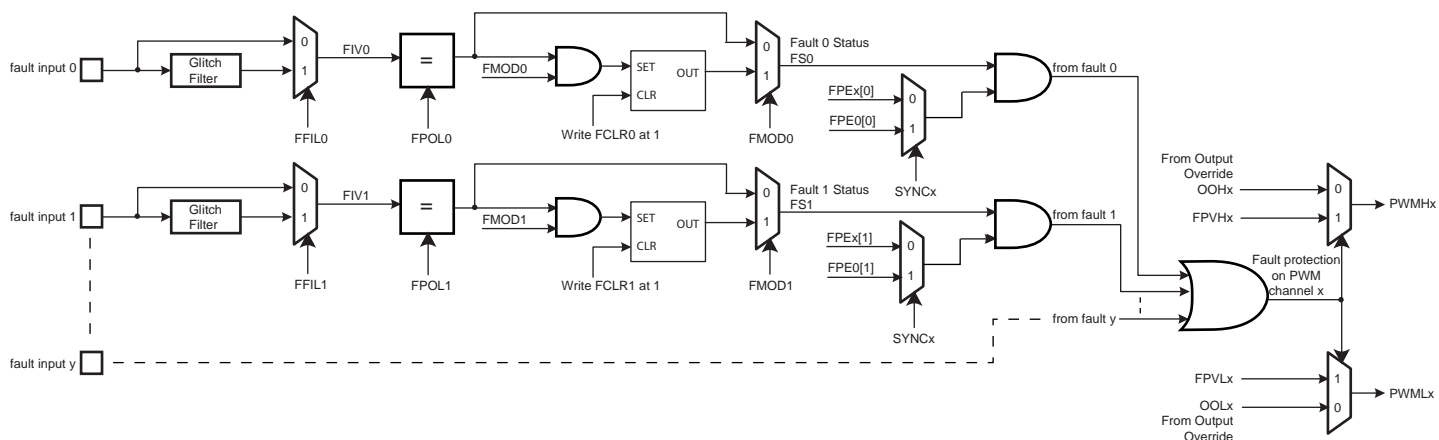 fault input 0
Glitch
Filter
0
1
FFIL0
FIV0
=
FPOL0
FMOD0
SET
OUT
CLR
Write FCLR0 at 1
0
1
FMOD0
Fault 0 Status
FS0
FPEx[0]
FPE0[0]
0
1
SYNCx
from fault 0
fault input 1
Glitch
Filter
0
1
FFIL1
FIV1
=
FPOL1
FMOD1
SET
OUT
CLR
Write FCLR1 at 1
0
1
FMOD1
Fault 1 Status
FS1
FPEx[1]
FPE0[1]
0
1
SYNCx
from fault 1
fault input y
from fault y
Fault protection
on PWM
channel x
From Output
Override
OOHx
FPVHx
0
1
PWMHx
FPVLx
OOLx
From Output
Override
1
0
PWMLx